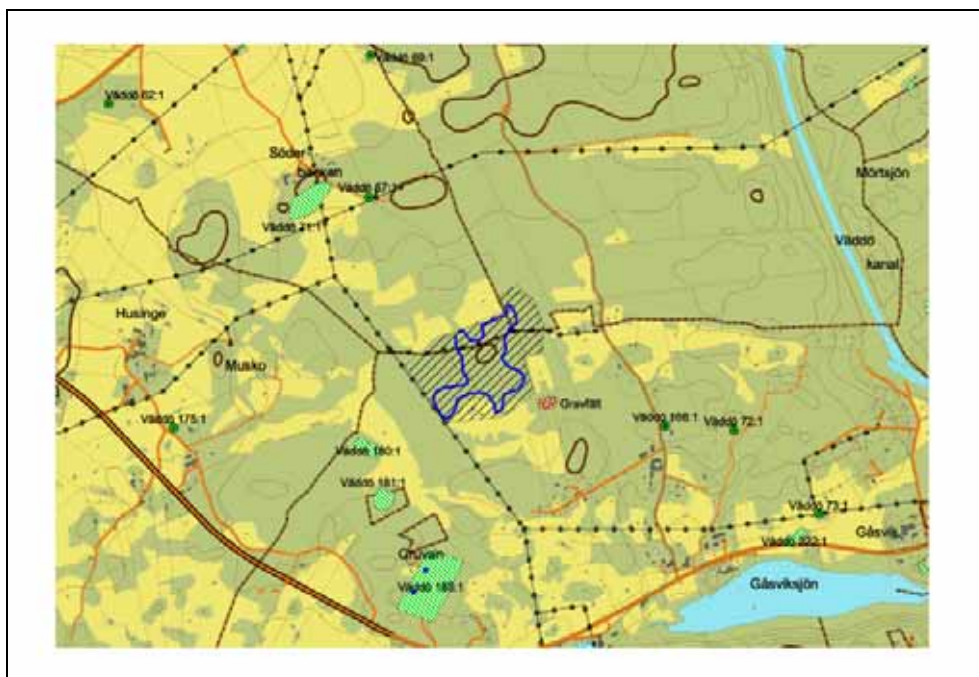 Väddö 69:1
Väddö 62:1
Söder
backan
Väddö 67:1
Mörtsjön
Väddö 71:1
Väddö
kanal
Husinge
Musko
Gravfält
Väddö 175:1
Väddö 166:1
Väddö 72:1
Väddö 180:1
Väddö 181:1
Väddö 73:1
Gåsvik
Väddö 222:1
Gruvan
Väddö 183:1
Gåsviksjön